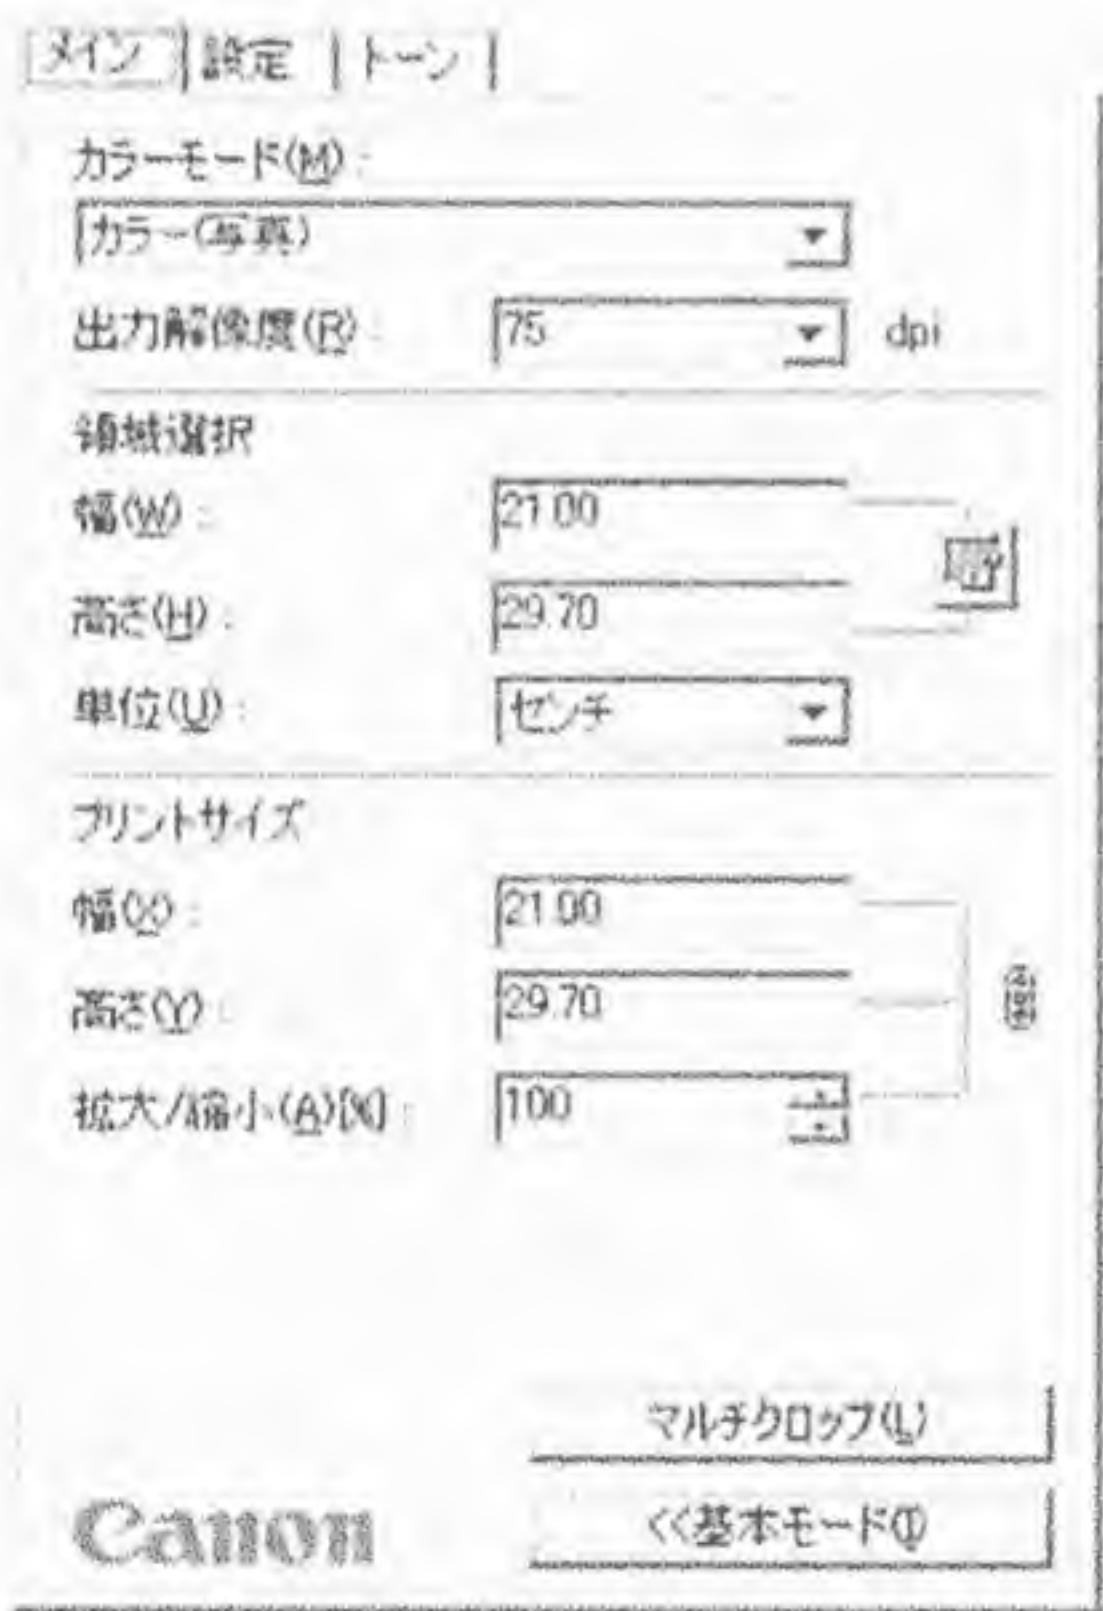 メイン 設定 トーン
カラーモード(M):
カラー(写真)
出力解像度(R): 75 dpi
領域選択
幅(W): 21.00
高さ(H): 29.70
単位(U): センチ
プリントサイズ
幅(X): 21.00
高さ(Y): 29.70
拡大/縮小(A)[%]: 100
マルチクロップ(L)
Canon <<基本モード(I)